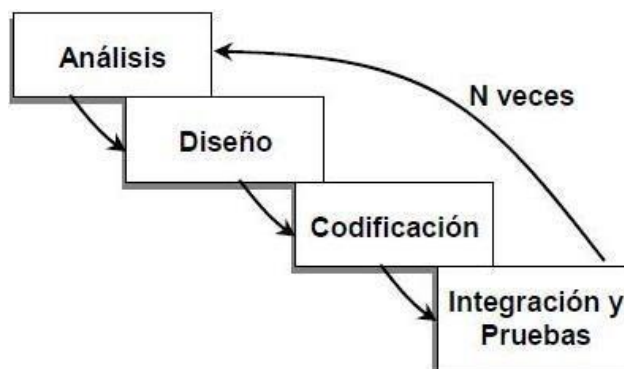 Análisis
N veces
Diseño
Codificación
Integración y
Pruebas